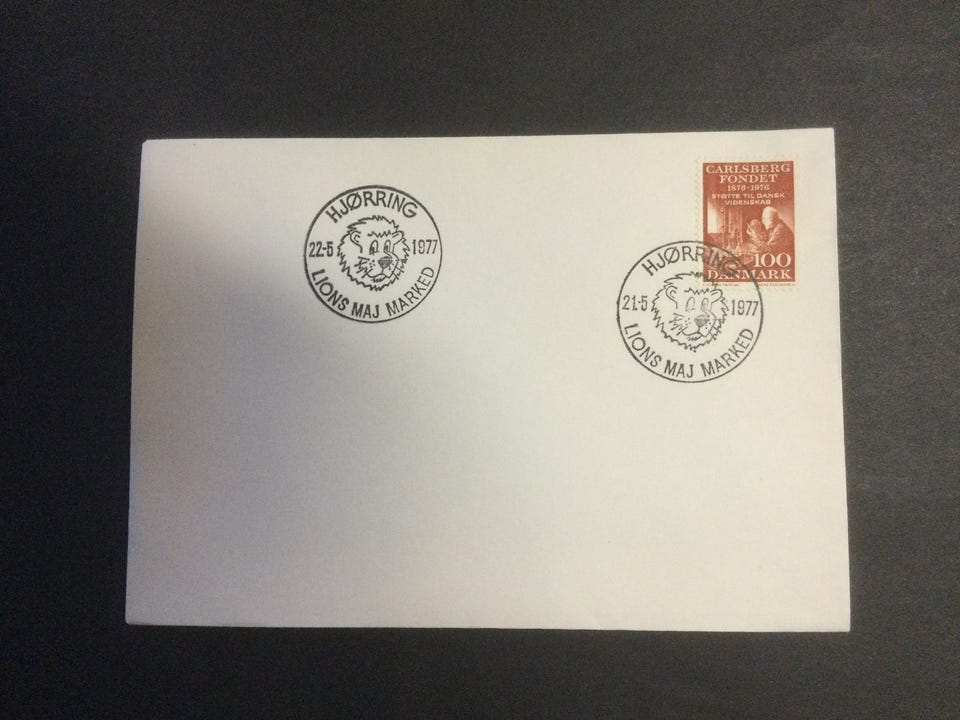 HJØRRING
22-5 1977
LIONS MAJ MARKED
CARLSBERG
FONDET
1876-1976
STØTTE TIL DANSK
VIDENSKAB
100
DANMARK
HJØRRING
21-5 1977
LIONS MAJ MARKED